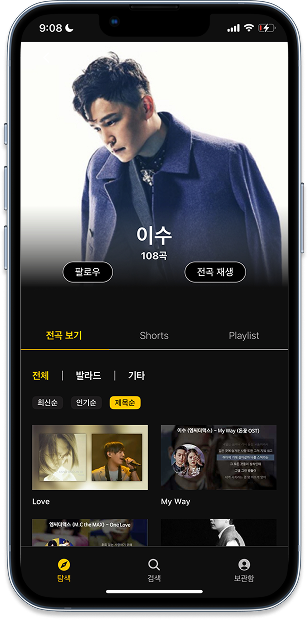 9:08
이수
108곡
팔로우 전곡 재생
전곡 보기 Shorts Playlist
전체 | 발라드 | 기타
최신순 인기순 제목순
이수 (엠씨더맥스) - My Way (돈꽃 OST)
Love My Way
엠씨더맥스 (M.C the MAX) - One Love
탐색 검색 보관함